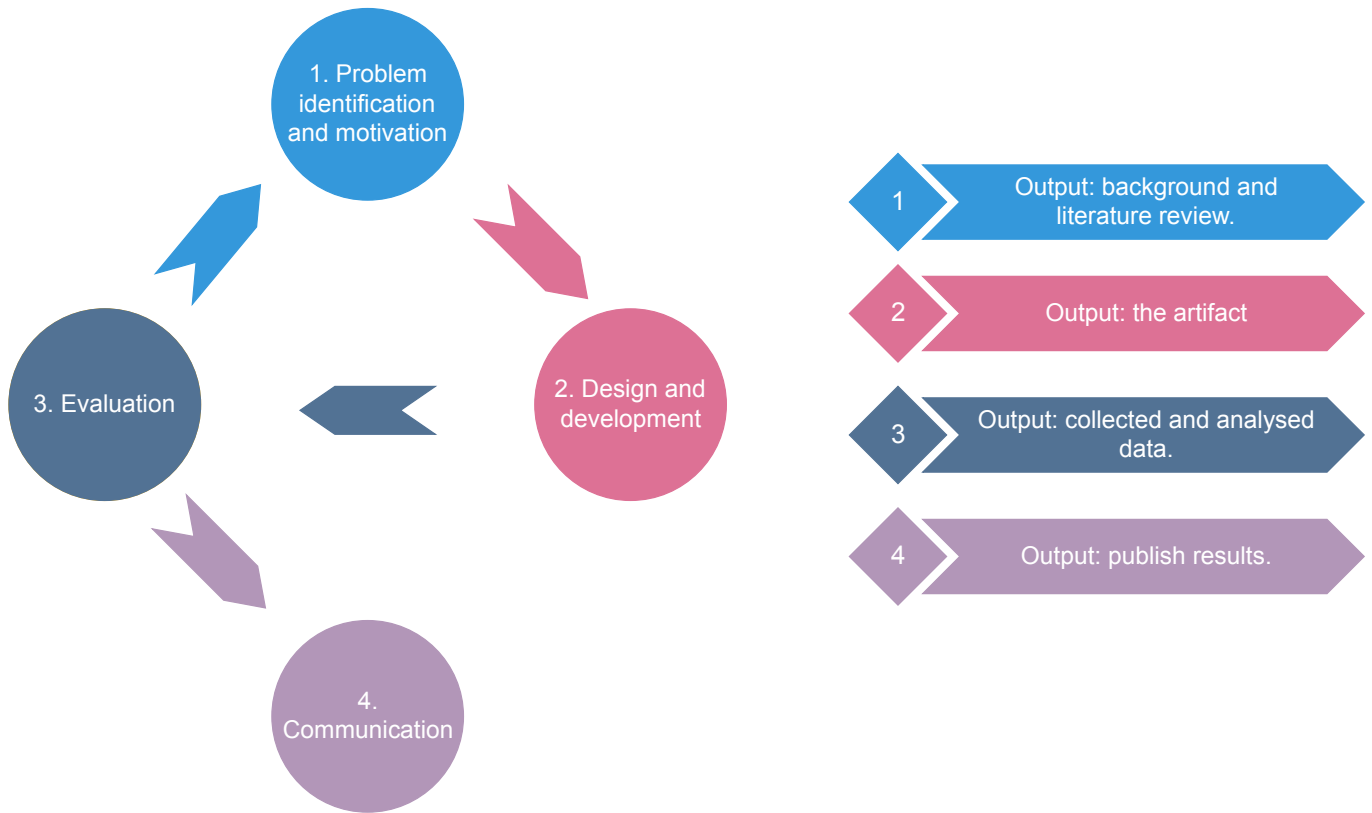 1. Problem
identification
and motivation
2. Design and
development
3. Evaluation
4.
Communication
1
Output: background and
literature review.
2
Output: the artifact
3
Output: collected and analysed
data.
4
Output: publish results.